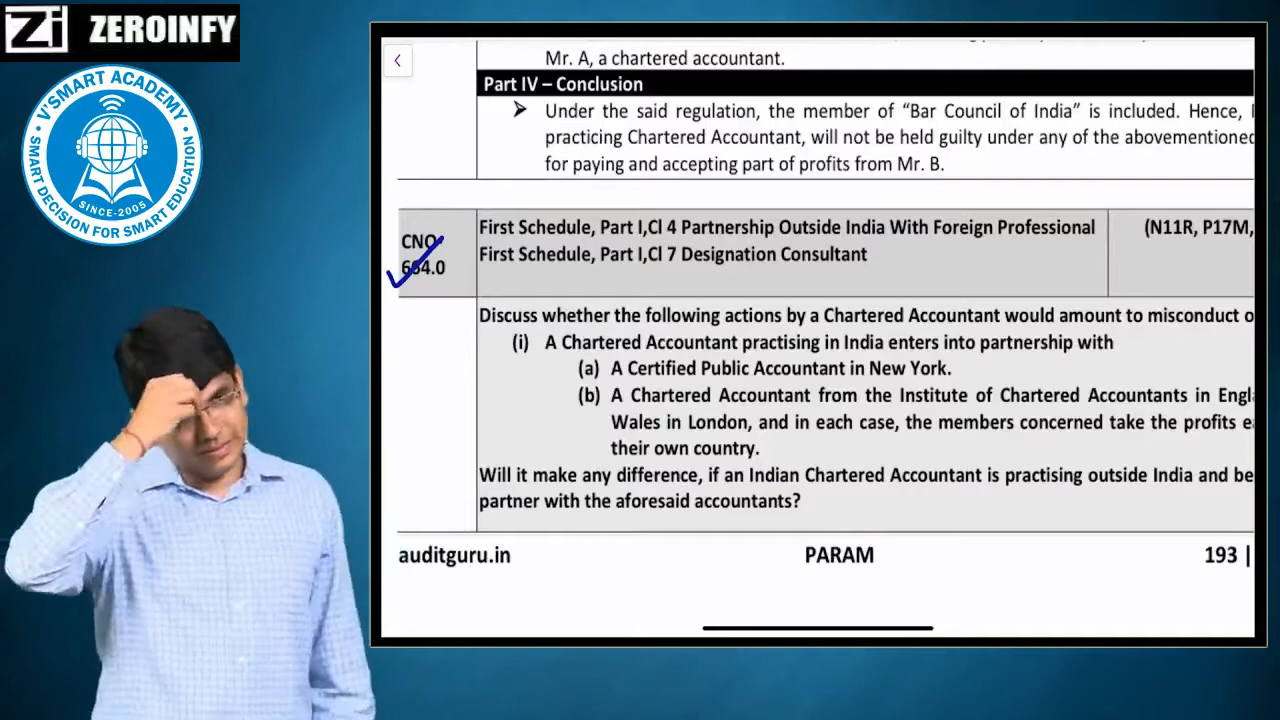 Zi ZEROINFY
V'SMART ACADEMY
SINCE-2005
SMART DECISION FOR SMART EDUCATION
Mr. A, a chartered accountant.
Part IV – Conclusion
➤ Under the said regulation, the member of “Bar Council of India” is included. Hence,
practicing Chartered Accountant, will not be held guilty under any of the abovementioned
for paying and accepting part of profits from Mr. B.
CNO
664.0
First Schedule, Part I,Cl 4 Partnership Outside India With Foreign Professional
First Schedule, Part I,Cl 7 Designation Consultant
(N11R, P17M,
Discuss whether the following actions by a Chartered Accountant would amount to misconduct o
(i) A Chartered Accountant practising in India enters into partnership with
(a) A Certified Public Accountant in New York.
(b) A Chartered Accountant from the Institute of Chartered Accountants in Engl
Wales in London, and in each case, the members concerned take the profits ea
their own country.
Will it make any difference, if an Indian Chartered Accountant is practising outside India and be
partner with the aforesaid accountants?
auditguru.in
PARAM
193 |